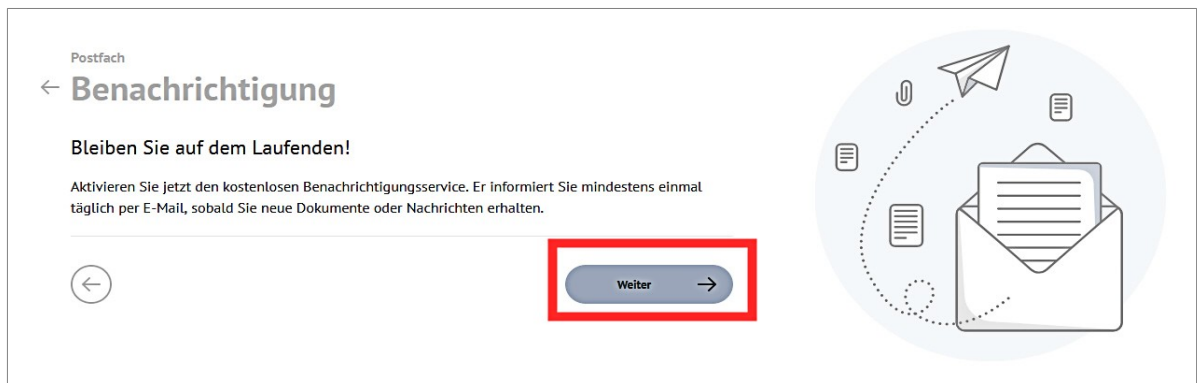 Postfach
Benachrichtigung
Bleiben Sie auf dem Laufenden!
Aktivieren Sie jetzt den kostenlosen Benachrichtigungsservice. Er informiert Sie mindestens einmal
täglich per E-Mail, sobald Sie neue Dokumente oder Nachrichten erhalten.
Weiter